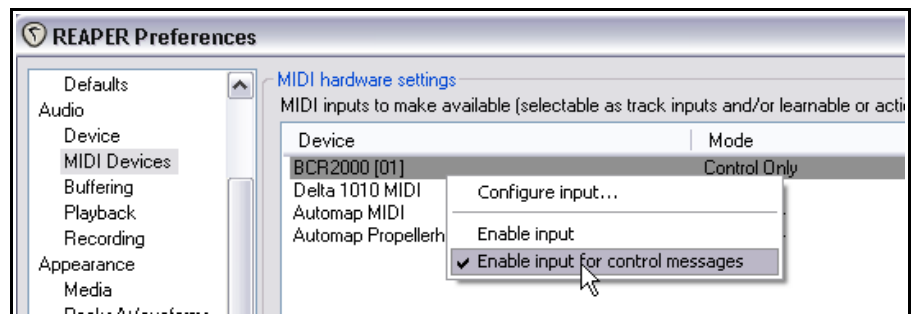 REAPER Preferences
Defaults
Audio
Device
MIDI Devices
Buffering
Playback
Recording
Appearance
Media
MIDI hardware settings
MIDI inputs to make available (selectable as track inputs and/or learnable or acti
Device Mode
BCR2000 [01] Control Only
Delta 1010 MIDI
Automap MIDI
Automap Propellerh
Configure input...
Enable input
Enable input for control messages